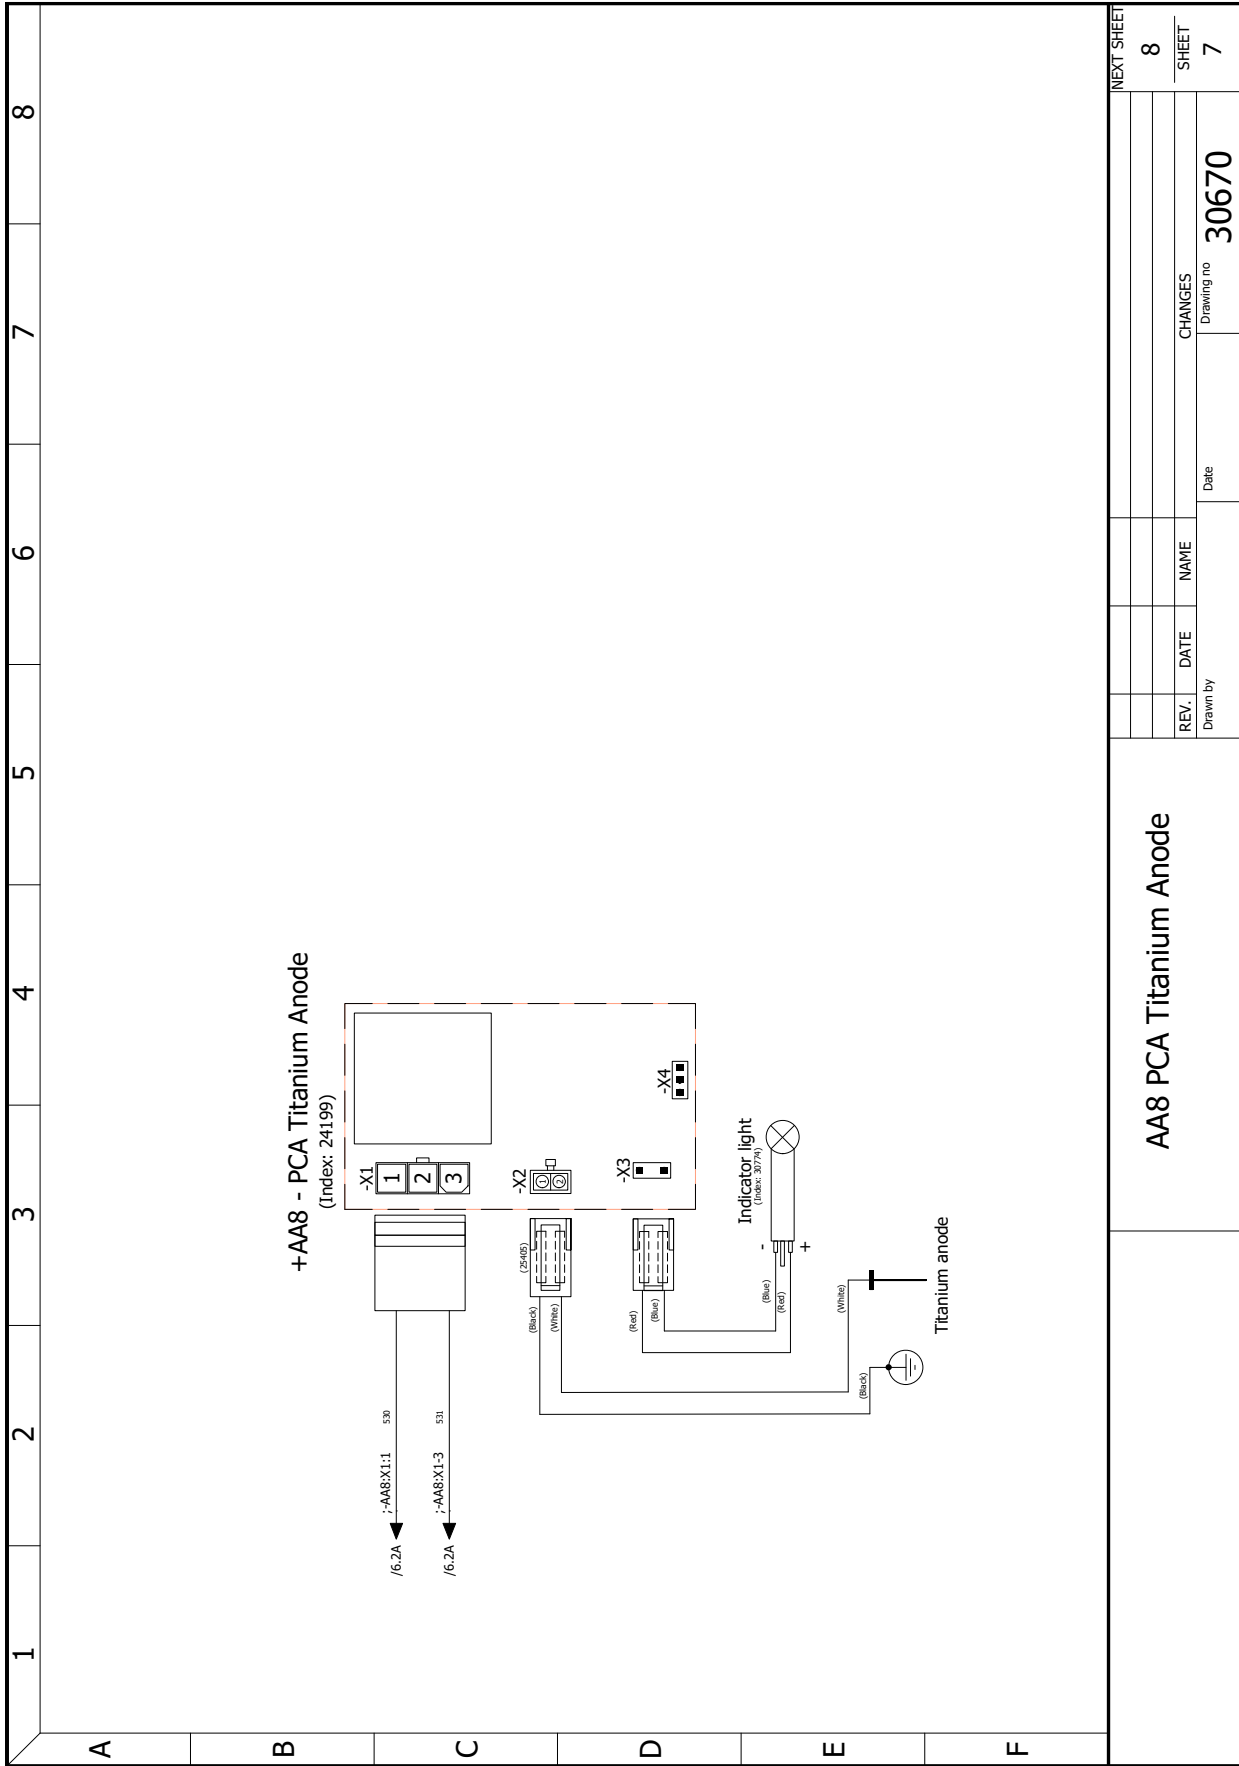 1 2 3 4 5 6 7 8
A
B
C
D
E
F
+AA8 - PCA Titanium Anode
(Index: 24199)
-X1
1
2
3
/6.2A
;-AA8:X1:1
530
/6.2A
;-AA8:X1-3
531
-X2
1
2
(25405)
(Black)
(White)
-X3
-X4
(Red)
(Blue)
Indicator light
(Index: 30774)
-
+
(Blue)
(Red)
(White)
(Black)
Titanium anode
AA8 PCA Titanium Anode
REV. DATE NAME CHANGES
Drawn by
Date
Drawing no
30670
NEXT SHEET
8
SHEET
7